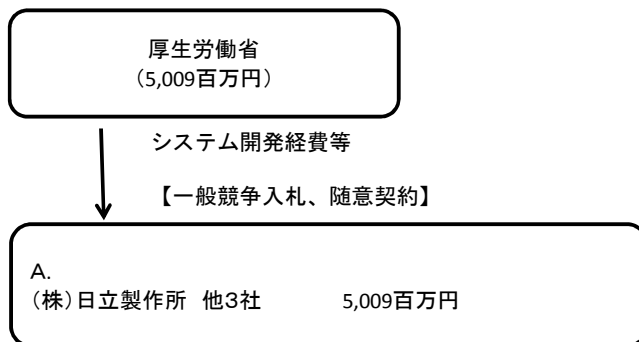 厚生労働省
(5,009百万円)
システム開発経費等
【一般競争入札、随意契約】
A.
(株)日立製作所 他3社 5,009百万円